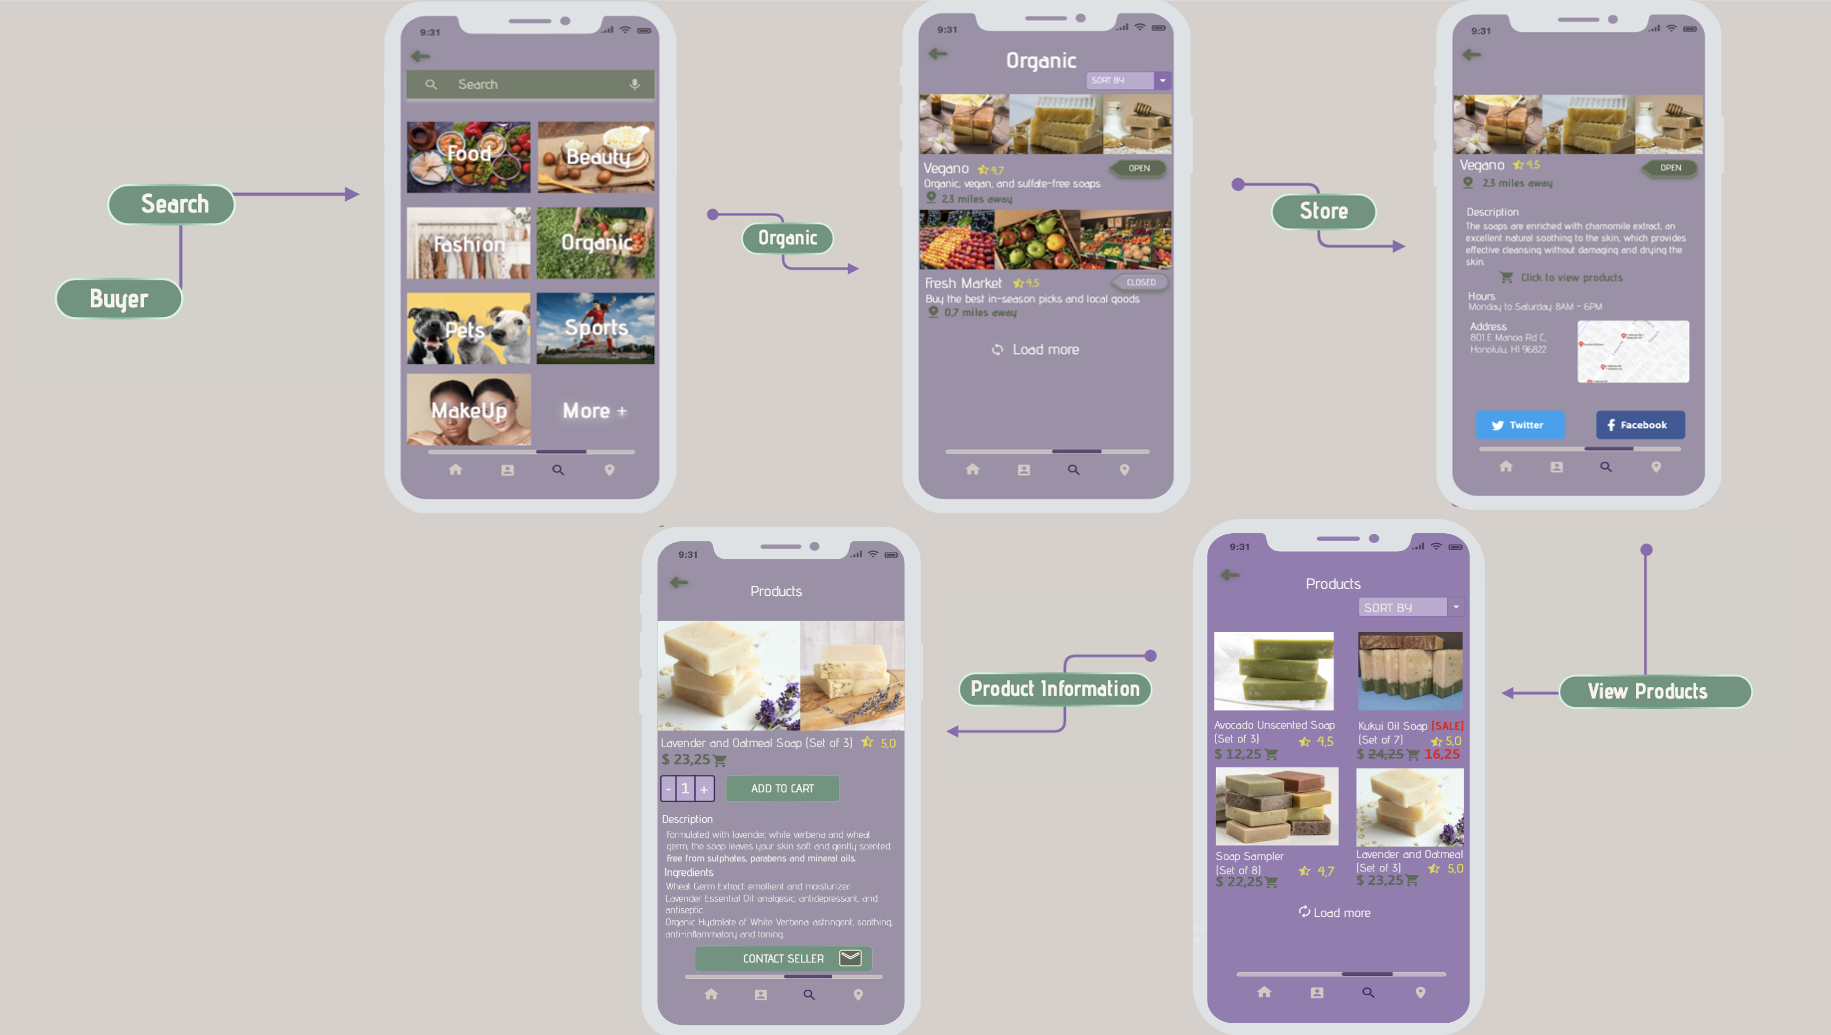 Buyer
Search
9:31
Search
Food
Beauty
Fashion
Organic
Pets
Sports
MakeUp
More +
Organic
9:31
Organic
SORT BY
Vegano 4,7
OPEN
Organic, vegan, and sulfate-free soaps
2,3 miles away
Fresh Market 4,5
CLOSED
Buy the best in-season picks and local goods
0,7 miles away
Load more
Store
9:31
Vegano 4,5
OPEN
2,3 miles away
Description
The soaps are enriched with chamomile extract, an
excellent natural soothing to the skin, which provides
effective cleansing without damaging and drying the
skin.
Click to view products
Hours
Monday to Saturday: 8AM - 6PM
Address
801 E Manoa Rd C,
Honolulu, HI 96822
Twitter
Facebook
View Products
9:31
Products
SORT BY
Avocado Unscented Soap
(Set of 3) 4,5
$ 12,25
Kukui Oil Soap [SALE]
(Set of 7) 5,0
$ 24,25 16,25
Soap Sampler
(Set of 8) 4,7
$ 22,25
Lavender and Oatmeal
(Set of 3) 5,0
$ 23,25
Load more
Product Information
9:31
Products
Lavender and Oatmeal Soap (Set of 3) 5,0
$ 23,25
- 1 +
ADD TO CART
Description
Formulated with lavender, white verbena and wheat
germ, the soap leaves your skin soft and gently scented.
Free from sulphates, parabens and mineral oils.
Ingredients
Wheat Germ Extract: emollient and moisturizer.
Lavender Essential Oil: analgesic, antidepressant, and
antiseptic.
Organic Hydrolate of White Verbena: astringent, soothing,
anti-inflammatory and toning.
CONTACT SELLER